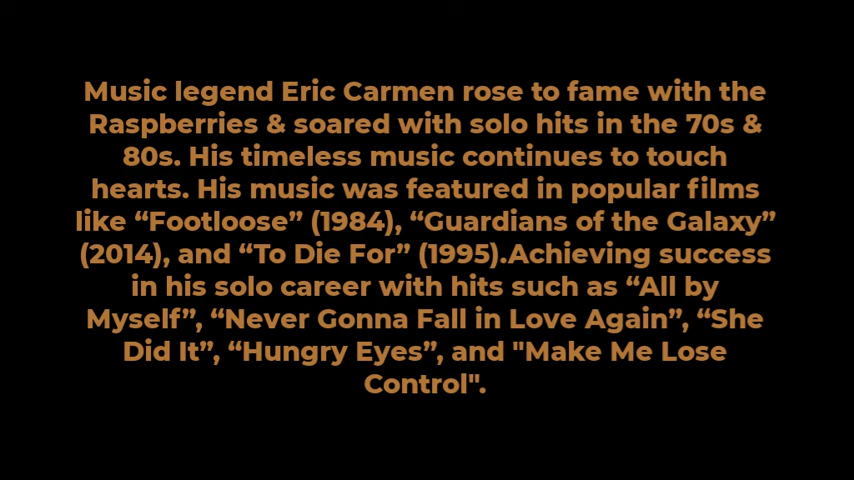 Music legend Eric Carmen rose to fame with the
Raspberries & soared with solo hits in the 70s &
80s. His timeless music continues to touch
hearts. His music was featured in popular films
like “Footloose” (1984), “Guardians of the Galaxy”
(2014), and “To Die For” (1995).Achieving success
in his solo career with hits such as “All by
Myself”, “Never Gonna Fall in Love Again”, “She
Did It”, “Hungry Eyes”, and "Make Me Lose
Control".